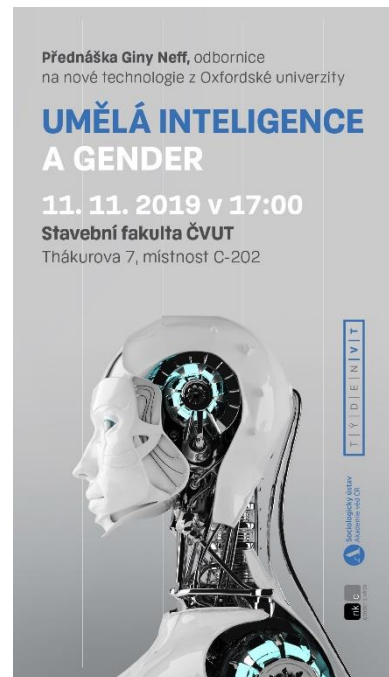 Přednáška Giny Neff, odbornice
na nové technologie z Oxfordské univerzity
UMĚLÁ INTELIGENCE
A GENDER
11. 11. 2019 v 17:00
Stavební fakulta ČVUT
Thákurova 7, místnost C-202
T|Ý|D|E|N|V|T
Sociologický ústav
Akademie věd ČR
nk c